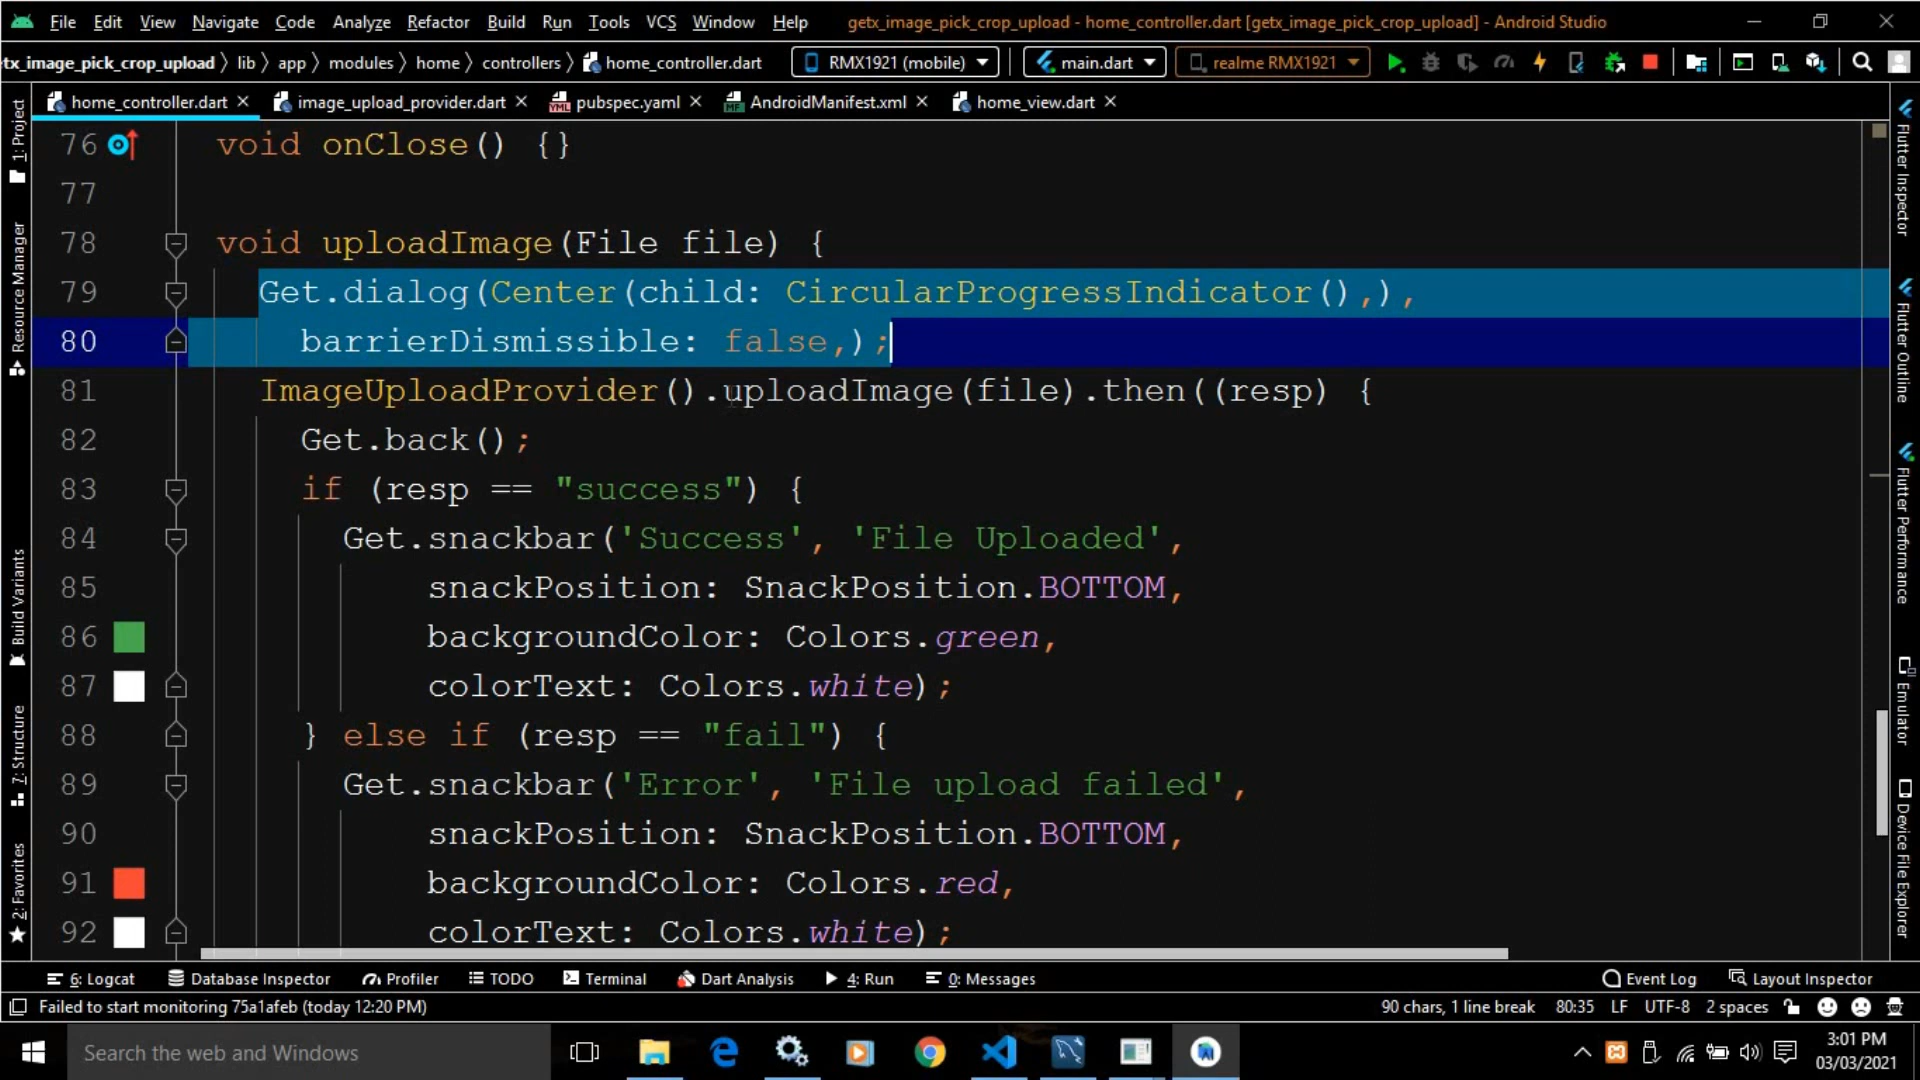 File Edit View Navigate Code Analyze Refactor Build Run Tools VCS Window Help getx_image_pick_crop_upload - home_controller.dart [getx_image_pick_crop_upload] - Android Studio
tx_image_pick_crop_upload lib app modules home controllers home_controller.dart RMX1921 (mobile) main.dart realme RMX1921
home_controller.dart image_upload_provider.dart pubspec.yaml AndroidManifest.xml home_view.dart
1: Project
Resource Manager
Build Variants
7: Structure
2: Favorites
76 void onClose() {}
77
78 void uploadImage(File file) {
79 Get.dialog(Center(child: CircularProgressIndicator(),),
80 barrierDismissible: false,);
81 ImageUploadProvider().uploadImage(file).then((resp) {
82 Get.back();
83 if (resp == "success") {
84 Get.snackbar('Success', 'File Uploaded',
85 snackPosition: SnackPosition.BOTTOM,
86 backgroundColor: Colors.green,
87 colorText: Colors.white);
88 } else if (resp == "fail") {
89 Get.snackbar('Error', 'File upload failed',
90 snackPosition: SnackPosition.BOTTOM,
91 backgroundColor: Colors.red,
92 colorText: Colors.white);
Flutter Inspector
Flutter Outline
Flutter Performance
Emulator
Device File Explorer
6: Logcat Database Inspector Profiler TODO Terminal Dart Analysis 4: Run 0: Messages Event Log Layout Inspector
Failed to start monitoring 75a1afeb (today 12:20 PM) 90 chars, 1 line break 80:35 LF UTF-8 2 spaces
Search the web and Windows
3:01 PM
03/03/2021